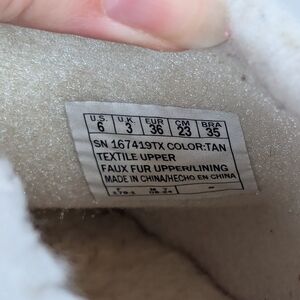 U.S. U.K. EUR CM BRA
6 3 36 23 35
SN 167419TX COLOR:TAN
TEXTILE UPPER
FAUX FUR UPPER/LINING
MADE IN CHINA/HECHO EN CHINA